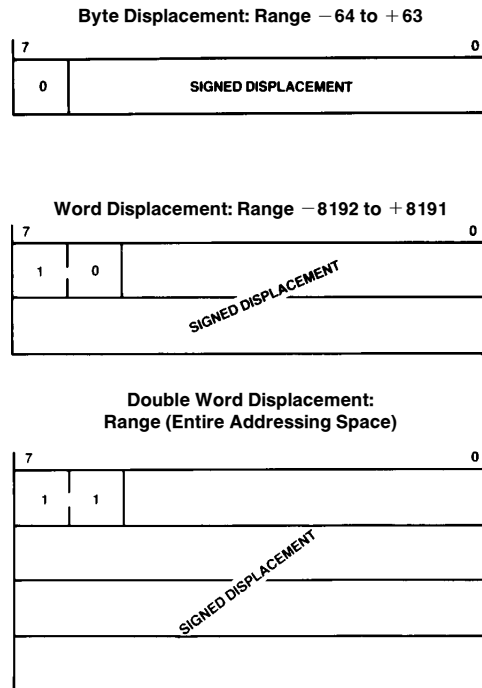 Byte Displacement: Range −64 to +63
7 0
0 SIGNED DISPLACEMENT
Word Displacement: Range −8192 to +8191
7 0
1 0
SIGNED DISPLACEMENT
Double Word Displacement:
Range (Entire Addressing Space)
7 0
1 1
SIGNED DISPLACEMENT